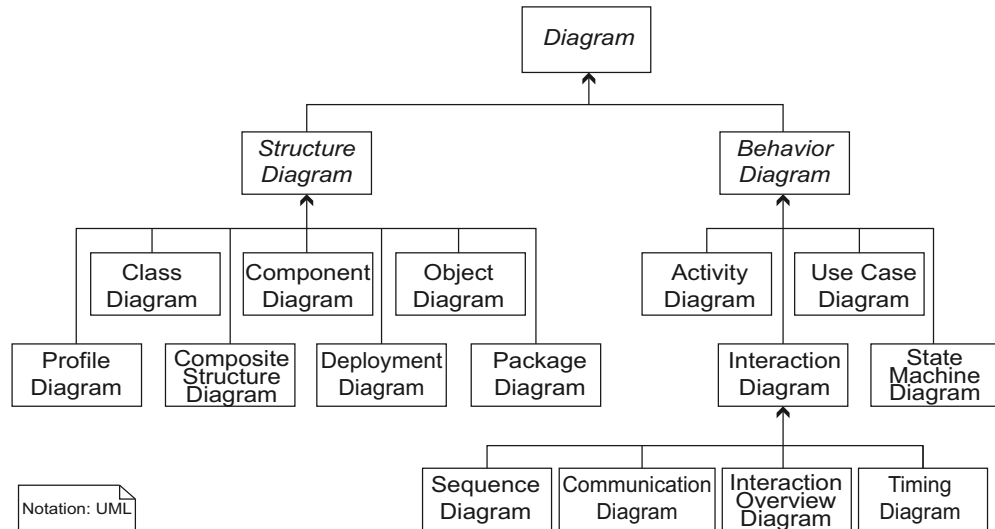 Diagram
Structure
Diagram
Behavior
Diagram
Class
Diagram
Component
Diagram
Object
Diagram
Activity
Diagram
Use Case
Diagram
Profile
Diagram
Composite
Structure
Diagram
Deployment
Diagram
Package
Diagram
Interaction
Diagram
State
Machine
Diagram
Sequence
Diagram
Communication
Diagram
Interaction
Overview
Diagram
Timing
Diagram
Notation: UML